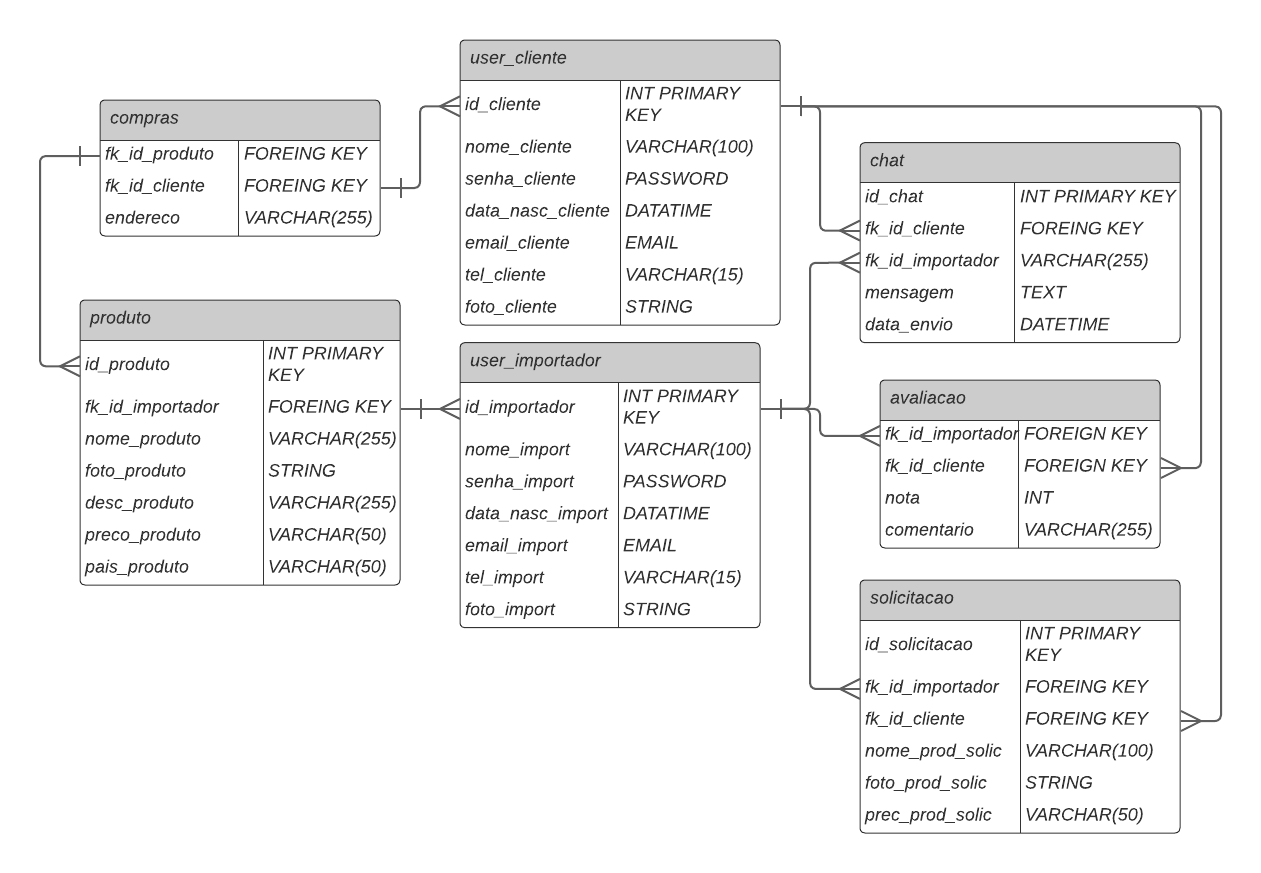 user_cliente
id_cliente INT PRIMARY
KEY
nome_cliente VARCHAR(100)
senha_cliente PASSWORD
data_nasc_cliente DATATIME
email_cliente EMAIL
tel_cliente VARCHAR(15)
foto_cliente STRING
compras
fk_id_produto FOREING KEY
fk_id_cliente FOREING KEY
endereco VARCHAR(255)
chat
id_chat INT PRIMARY KEY
fk_id_cliente FOREING KEY
fk_id_importador VARCHAR(255)
mensagem TEXT
data_envio DATETIME
produto
id_produto INT PRIMARY
KEY
fk_id_importador FOREING KEY
nome_produto VARCHAR(255)
foto_produto STRING
desc_produto VARCHAR(255)
preco_produto VARCHAR(50)
pais_produto VARCHAR(50)
user_importador
id_importador INT PRIMARY
KEY
nome_import VARCHAR(100)
senha_import PASSWORD
data_nasc_import DATATIME
email_import EMAIL
tel_import VARCHAR(15)
foto_import STRING
avaliacao
fk_id_importador FOREIGN KEY
fk_id_cliente FOREIGN KEY
nota INT
comentario VARCHAR(255)
solicitacao
id_solicitacao INT PRIMARY
KEY
fk_id_importador FOREING KEY
fk_id_cliente FOREING KEY
nome_prod_solic VARCHAR(100)
foto_prod_solic STRING
prec_prod_solic VARCHAR(50)